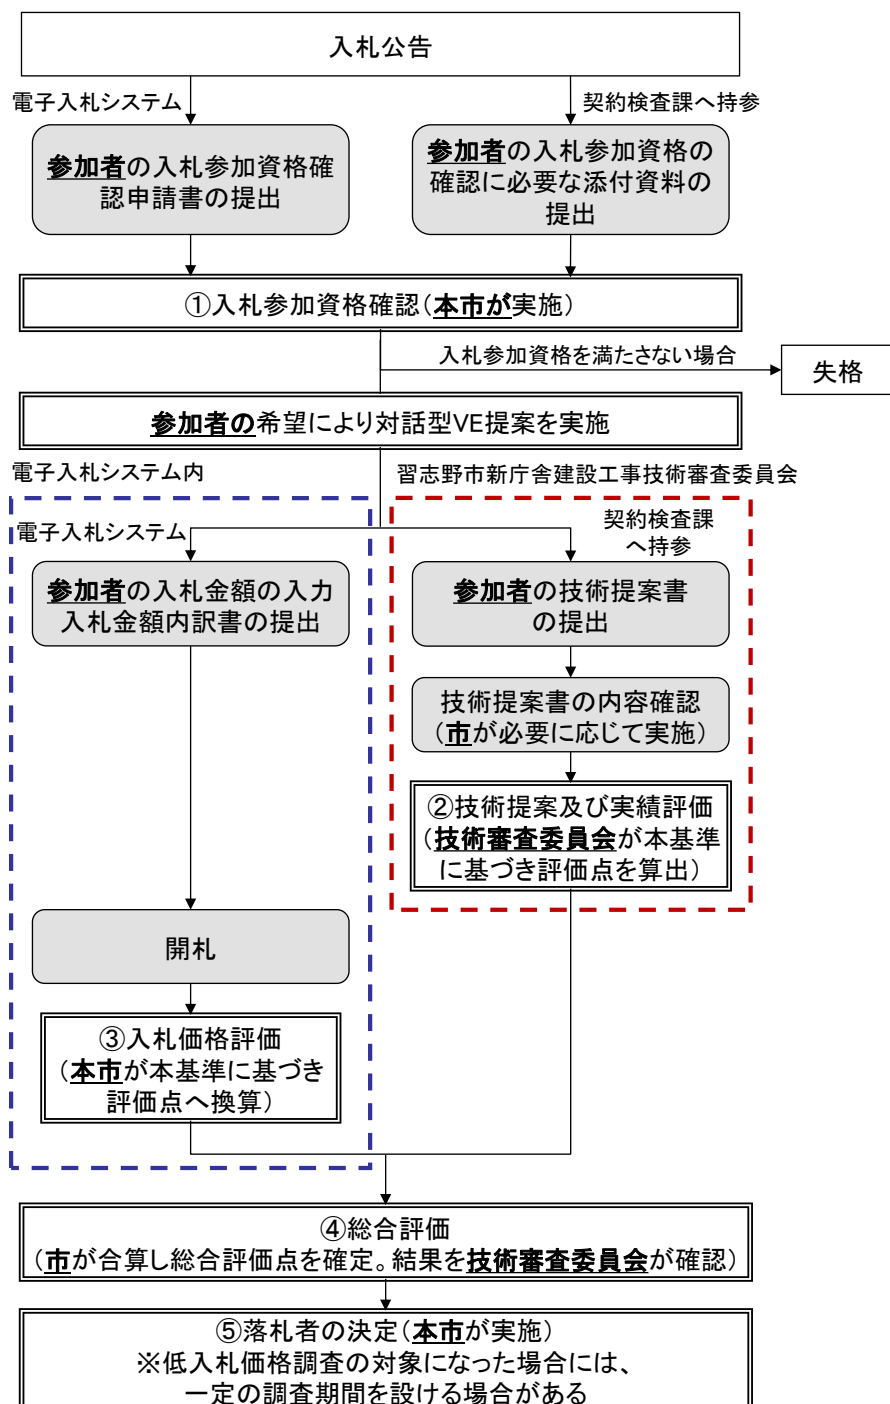 入札公告
電子入札システム
契約検査課へ持参
参加者の入札参加資格確
認申請書の提出
参加者の入札参加資格の
確認に必要な添付資料の
提出
①入札参加資格確認（本市が実施）
入札参加資格を満たさない場合
失格
参加者の希望により対話型VE提案を実施
電子入札システム内
習志野市新庁舎建設工事技術審査委員会
電子入札システム
契約検査課
へ持参
参加者の入札金額の入力
入札金額内訳書の提出
参加者の技術提案書
の提出
技術提案書の内容確認
（市が必要に応じて実施）
②技術提案及び実績評価
（技術審査委員会が本基準
に基づき評価点を算出）
開札
③入札価格評価
（本市が本基準に基づき
評価点へ換算）
④総合評価
（市が合算し総合評価点を確定。結果を技術審査委員会が確認）
⑤落札者の決定（本市が実施）
※低入札価格調査の対象になった場合には、
一定の調査期間を設ける場合がある